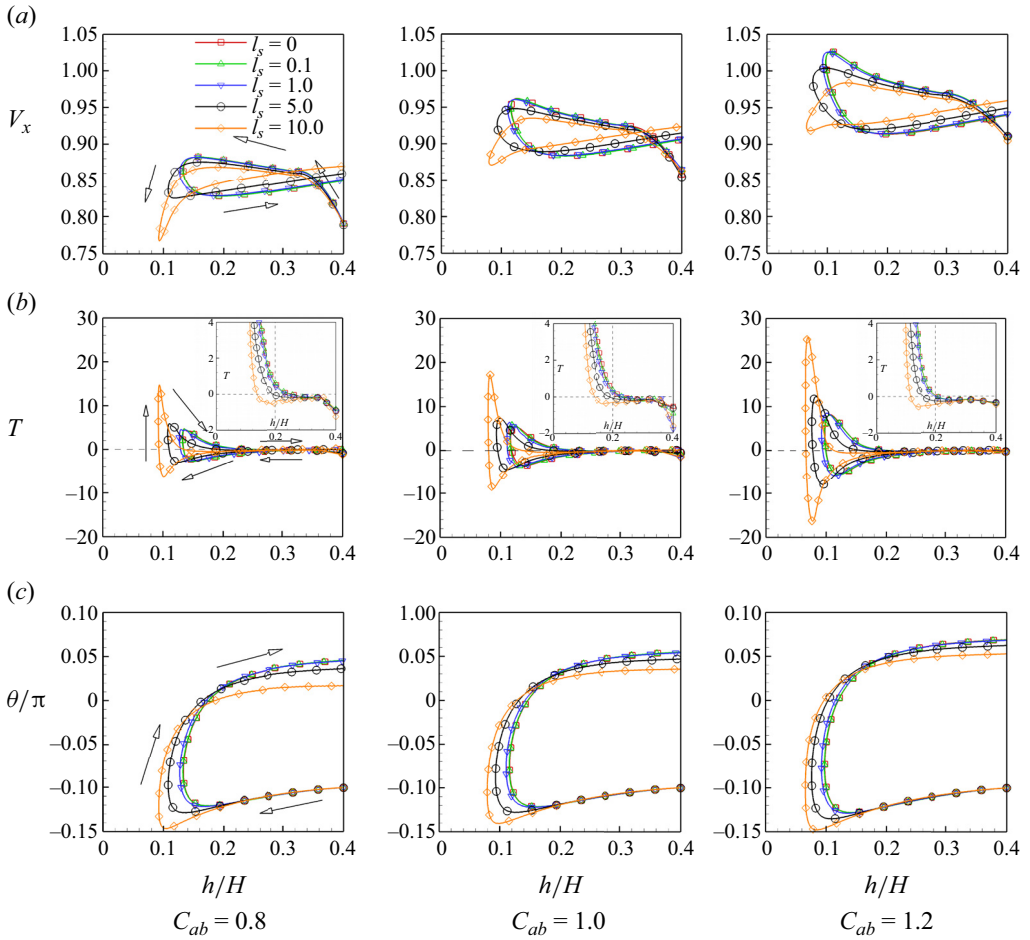 (a)
1.05 1.05 1.05
1.00 1.00 1.00
0.95 0.95 0.95
V_x 0.90 0.90 0.90
0.85 0.85 0.85
0.80 0.80 0.80
0.75 0.75 0.75
l_s = 0
l_s = 0.1
l_s = 1.0
l_s = 5.0
l_s = 10.0
0 0.1 0.2 0.3 0.4 0 0.1 0.2 0.3 0.4 0 0.1 0.2 0.3 0.4
(b)
30 30 30
20 20 20
10 10 10
T 0 0 0
–10 –10 –10
–20 –20 –20
4 4 4
2 2 2
T T T
0 0 0
h/H h/H h/H
–2 0.2 0.4 –2 0.2 0.4 –2 0.2 0.4
0 0.1 0.2 0.3 0.4 0 0.1 0.2 0.3 0.4 0 0.1 0.2 0.3 0.4
(c)
0.10 1.00 0.10
0.05 0.05 0.05
θ/π 0 0 0
–0.05 –0.05 –0.05
–0.10 –0.10 –0.10
–0.15 –0.15 –0.15
0 0.1 0.2 0.3 0.4 0 0.1 0.2 0.3 0.4 0 0.1 0.2 0.3 0.4
h/H h/H h/H
C_ab = 0.8 C_ab = 1.0 C_ab = 1.2